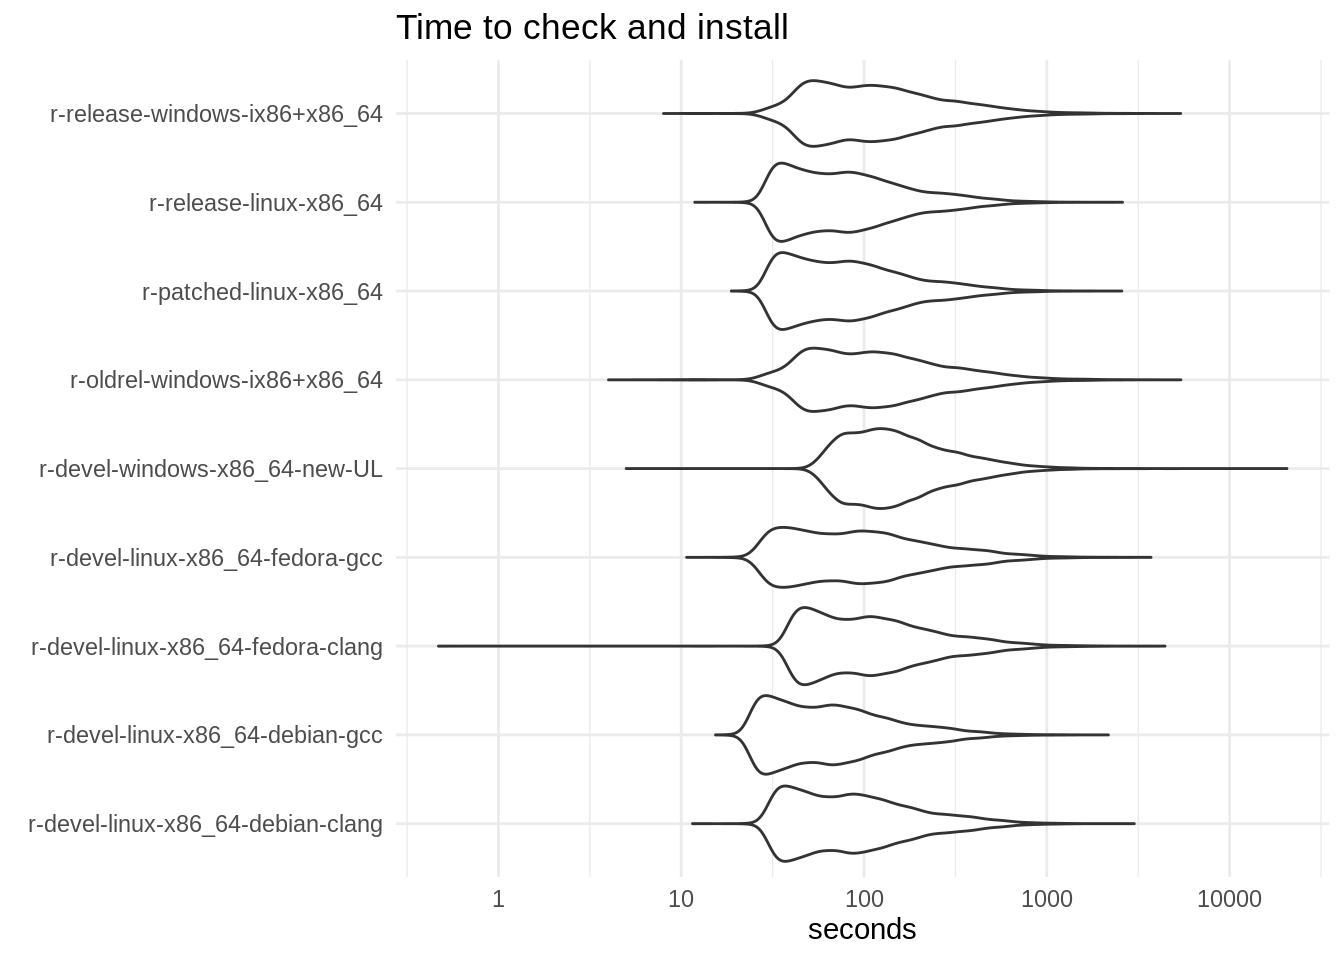 Time to check and install
r-release-windows-ix86+x86_64
r-release-linux-x86_64
r-patched-linux-x86_64
r-oldrel-windows-ix86+x86_64
r-devel-windows-x86_64-new-UL
r-devel-linux-x86_64-fedora-gcc
r-devel-linux-x86_64-fedora-clang
r-devel-linux-x86_64-debian-gcc
r-devel-linux-x86_64-debian-clang
1 10 100 1000 10000
seconds